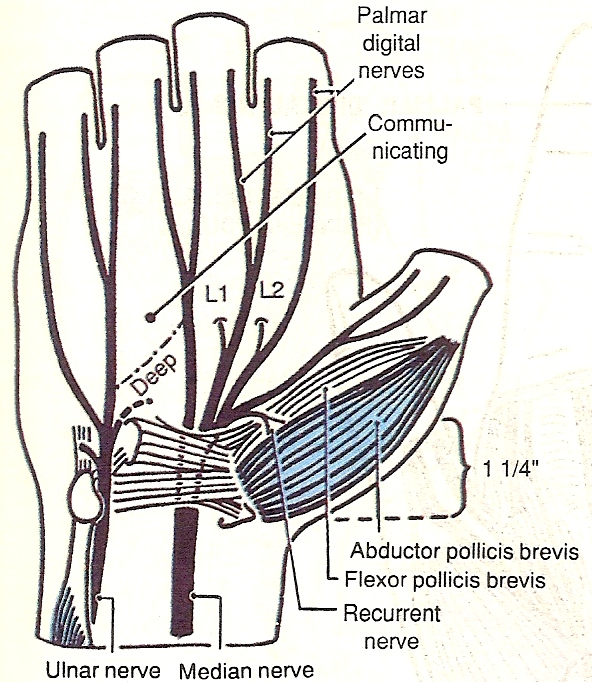 Palmar
digital
nerves
Commu-
nicating
L1
L2
Deep
1 1/4"
Abductor pollicis brevis
Flexor pollicis brevis
Recurrent
nerve
Ulnar nerve
Median nerve